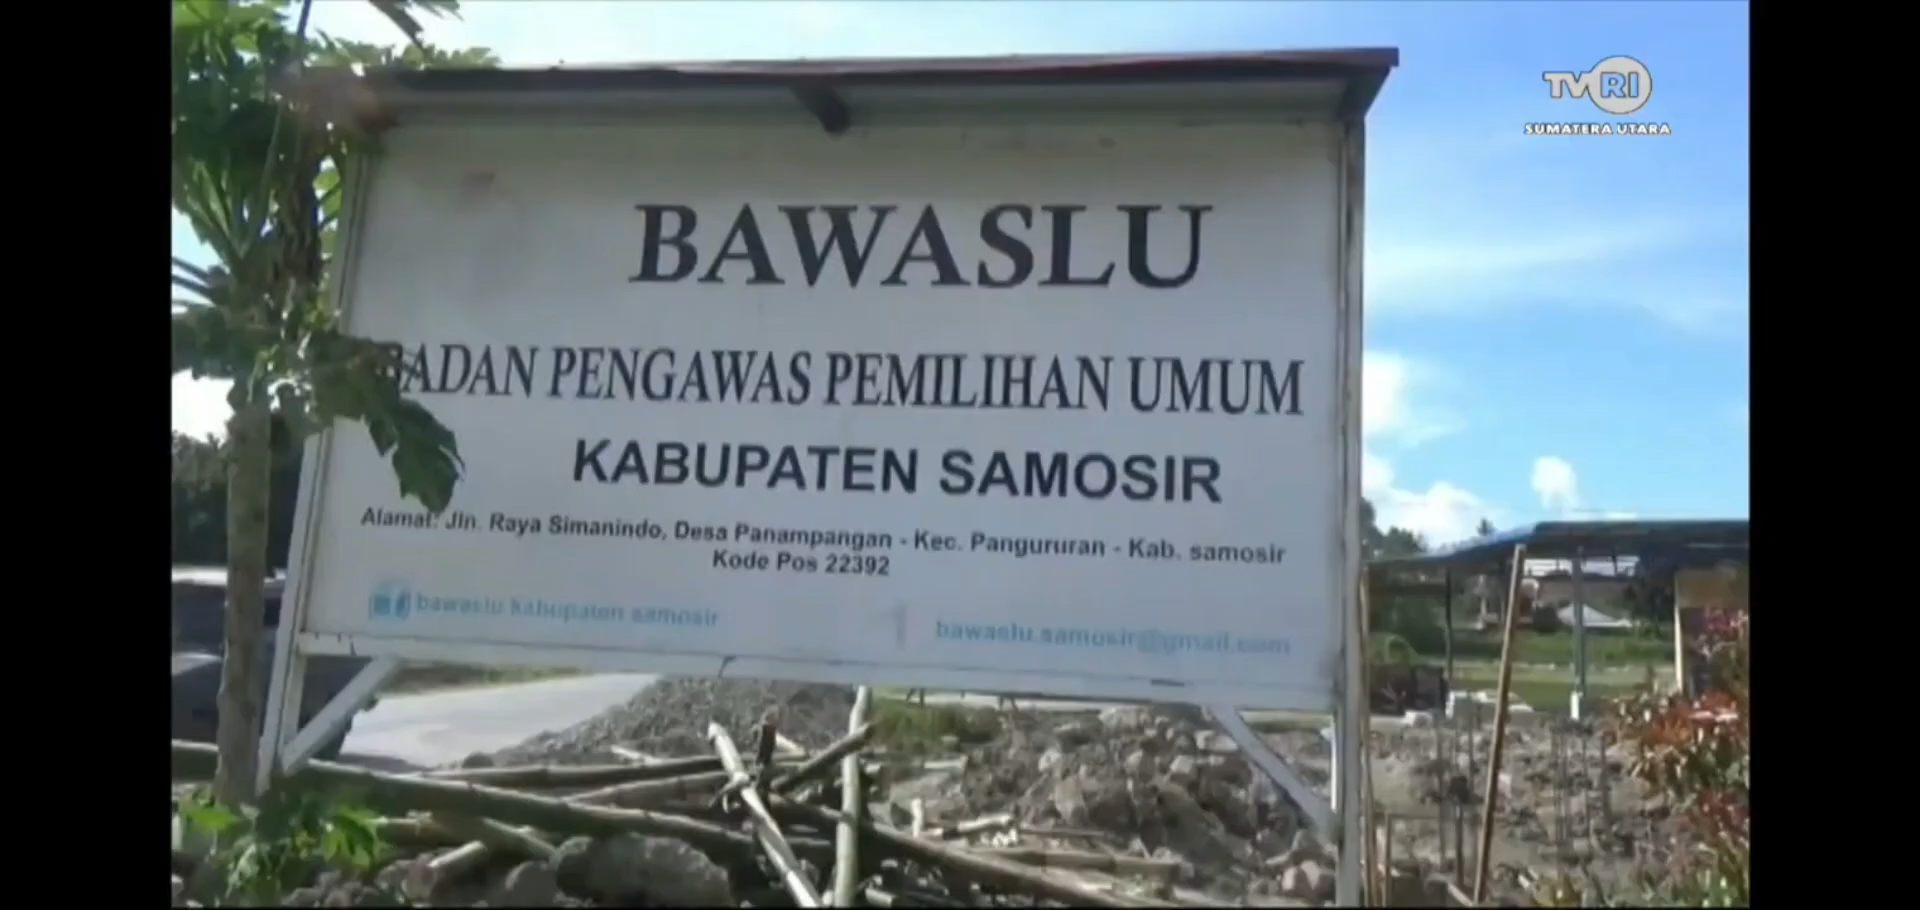 TVRI
SUMATERA UTARA
BAWASLU
BADAN PENGAWAS PEMILIHAN UMUM
KABUPATEN SAMOSIR
Alamat: Jln. Raya Simanindo, Desa Panampangan - Kec. Pangururan - Kab. samosir
Kode Pos 22392
bawaslu kabupaten samosir
bawaslu.samosir@gmail.com